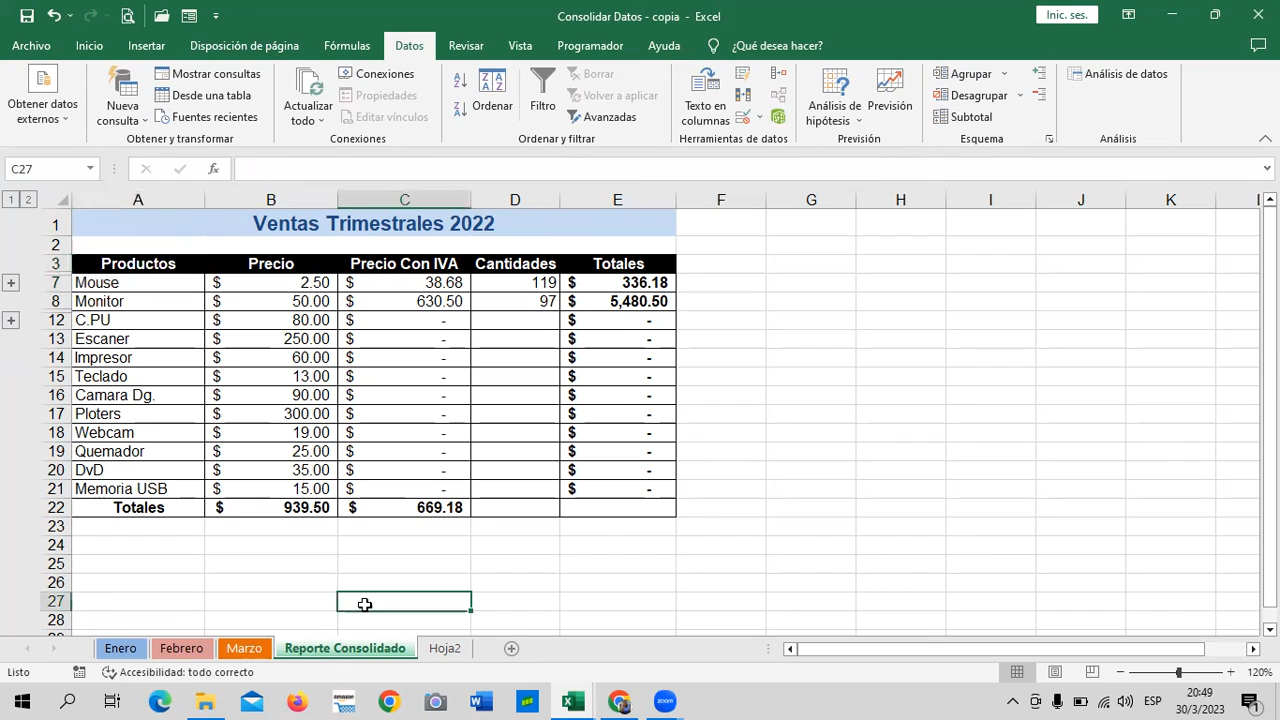 Consolidar Datos - copia - Excel
Inic. ses.
Archivo Inicio Insertar Disposición de página Fórmulas Datos Revisar Vista Programador Ayuda ¿Qué desea hacer?
Obtener datos externos
Nueva consulta
Mostrar consultas
Desde una tabla
Fuentes recientes
Obtener y transformar
Actualizar todo
Conexiones
Propiedades
Editar vínculos
Conexiones
Ordenar
Filtro
Borrar
Volver a aplicar
Avanzadas
Ordenar y filtrar
Texto en columnas
Herramientas de datos
Análisis de hipótesis
Previsión
Previsión
Agrupar
Desagrupar
Subtotal
Esquema
Análisis de datos
Análisis
C27 fx
1 2 A B C D E F G H I J K L
1 Ventas Trimestrales 2022
2
3 Productos Precio Precio Con IVA Cantidades Totales
7 Mouse $ 2.50 $ 38.68 119 $ 336.18
8 Monitor $ 50.00 $ 630.50 97 $ 5,480.50
12 C.PU $ 80.00 $ - $ -
13 Escaner $ 250.00 $ - $ -
14 Impresor $ 60.00 $ - $ -
15 Teclado $ 13.00 $ - $ -
16 Camara Dg. $ 90.00 $ - $ -
17 Ploters $ 300.00 $ - $ -
18 Webcam $ 19.00 $ - $ -
19 Quemador $ 25.00 $ - $ -
20 DvD $ 35.00 $ - $ -
21 Memoria USB $ 15.00 $ - $ -
22 Totales $ 939.50 $ 669.18
23
24
25
26
27
28
Enero Febrero Marzo Reporte Consolidado Hoja2
Listo Accesibilidad: todo correcto 120%
amazon ESP 20:49
zoom 30/3/2023